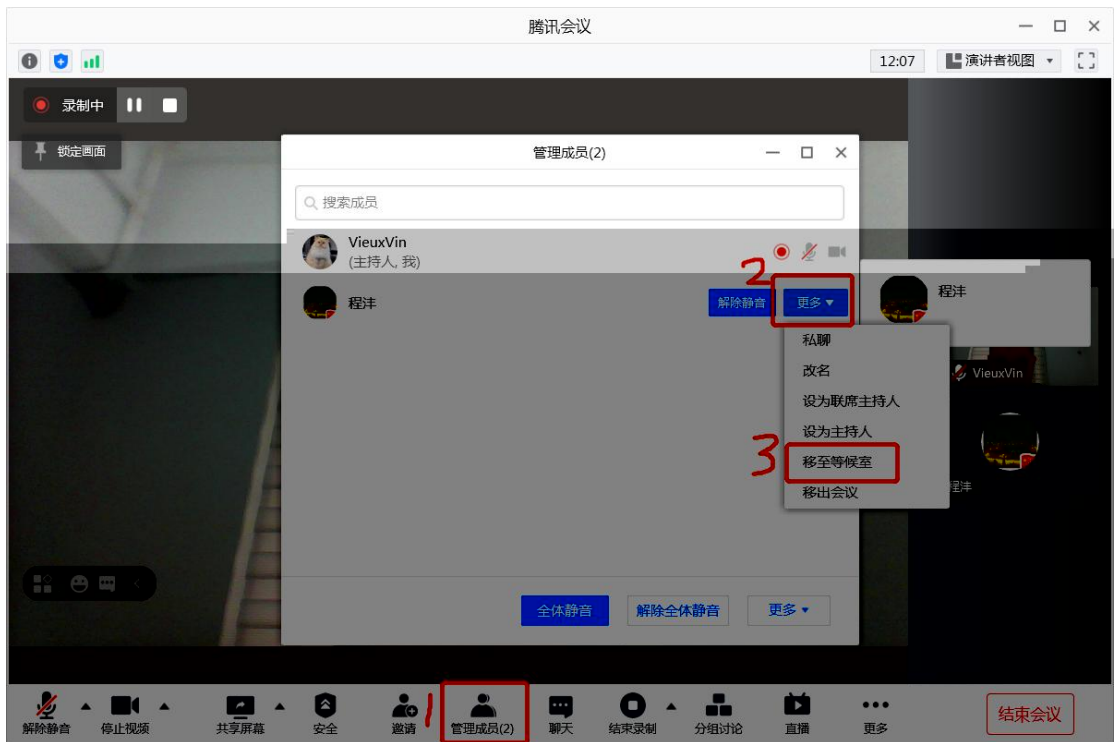 腾讯会议
12:07
演讲者视图
录制中
锁定画面
管理成员(2)
搜索成员
VieuxVin
(主持人, 我)
2
程沣
解除静音
更多
程沣
私聊
改名
VieuxVin
设为联席主持人
设为主持人
3
移至等候室
移出会议
程沣
全体静音
解除全体静音
更多
1
解除静音
停止视频
共享屏幕
安全
邀请
管理成员(2)
聊天
结束录制
分组讨论
直播
更多
结束会议